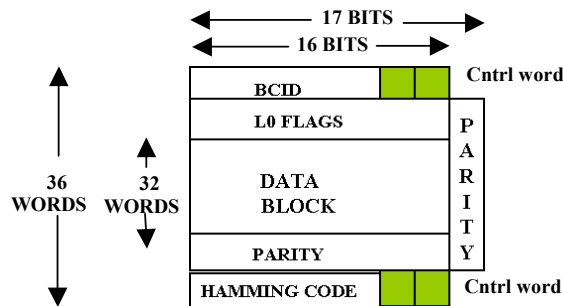 17 BITS
16 BITS
Cntrl word
BCID
L0 FLAGS
PARITY
36
WORDS
32
WORDS
DATA
BLOCK
PARITY
HAMMING CODE
Cntrl word